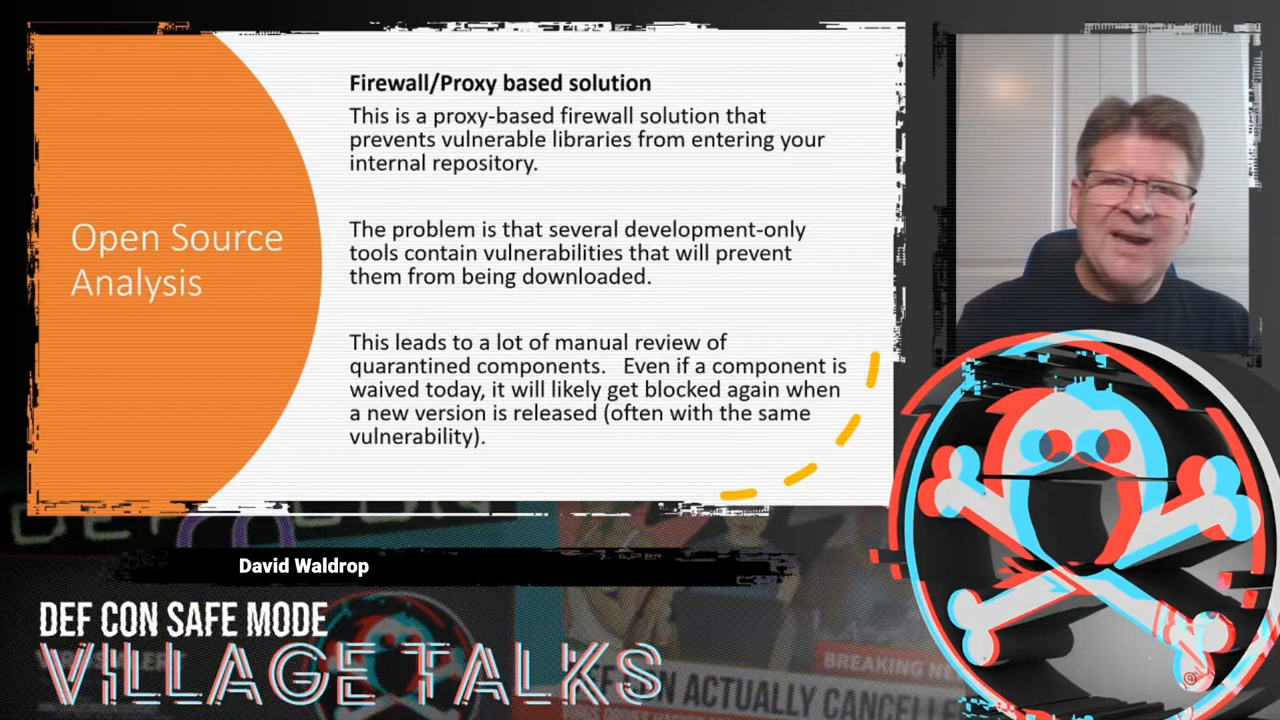 Open Source
Analysis
Firewall/Proxy based solution
This is a proxy-based firewall solution that
prevents vulnerable libraries from entering your
internal repository.
The problem is that several development-only
tools contain vulnerabilities that will prevent
them from being downloaded.
This leads to a lot of manual review of
quarantined components. Even if a component is
waived today, it will likely get blocked again when
a new version is released (often with the same
vulnerability).
David Waldrop
DEF CON SAFE MODE
VILLAGE TALKS
BREAKING
ACTUALLY